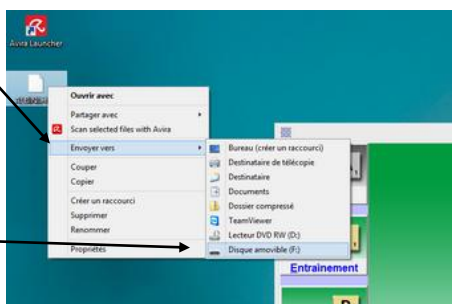 Avira Launcher
Ouvrir avec
Partager avec
Scan selected files with Avira
Envoyer vers
Couper
Copier
Créer un raccourci
Supprimer
Renommer
Propriétés
Bureau (créer un raccourci)
Destinataire de télécopie
Destinataire
Documents
Dossier compressé
TeamViewer
Lecteur DVD RW (D:)
Disque amovible (F:)
Entrainement